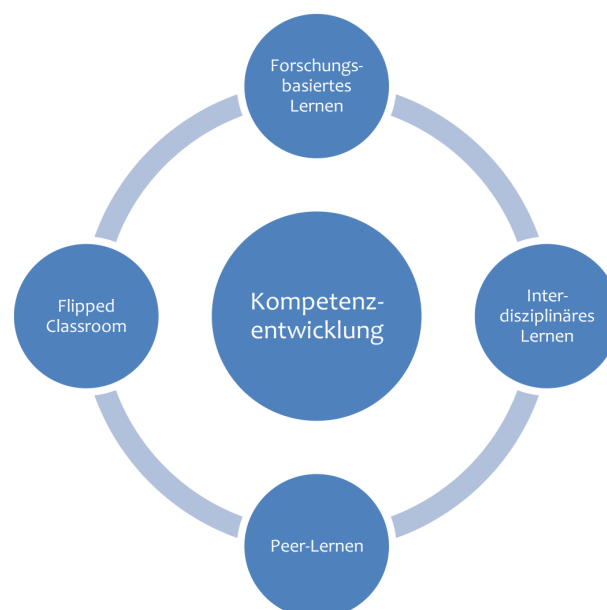 Forschungs-
basiertes
Lernen
Flipped
Classroom
Kompetenz-
entwicklung
Inter-
disziplinäres
Lernen
Peer-Lernen